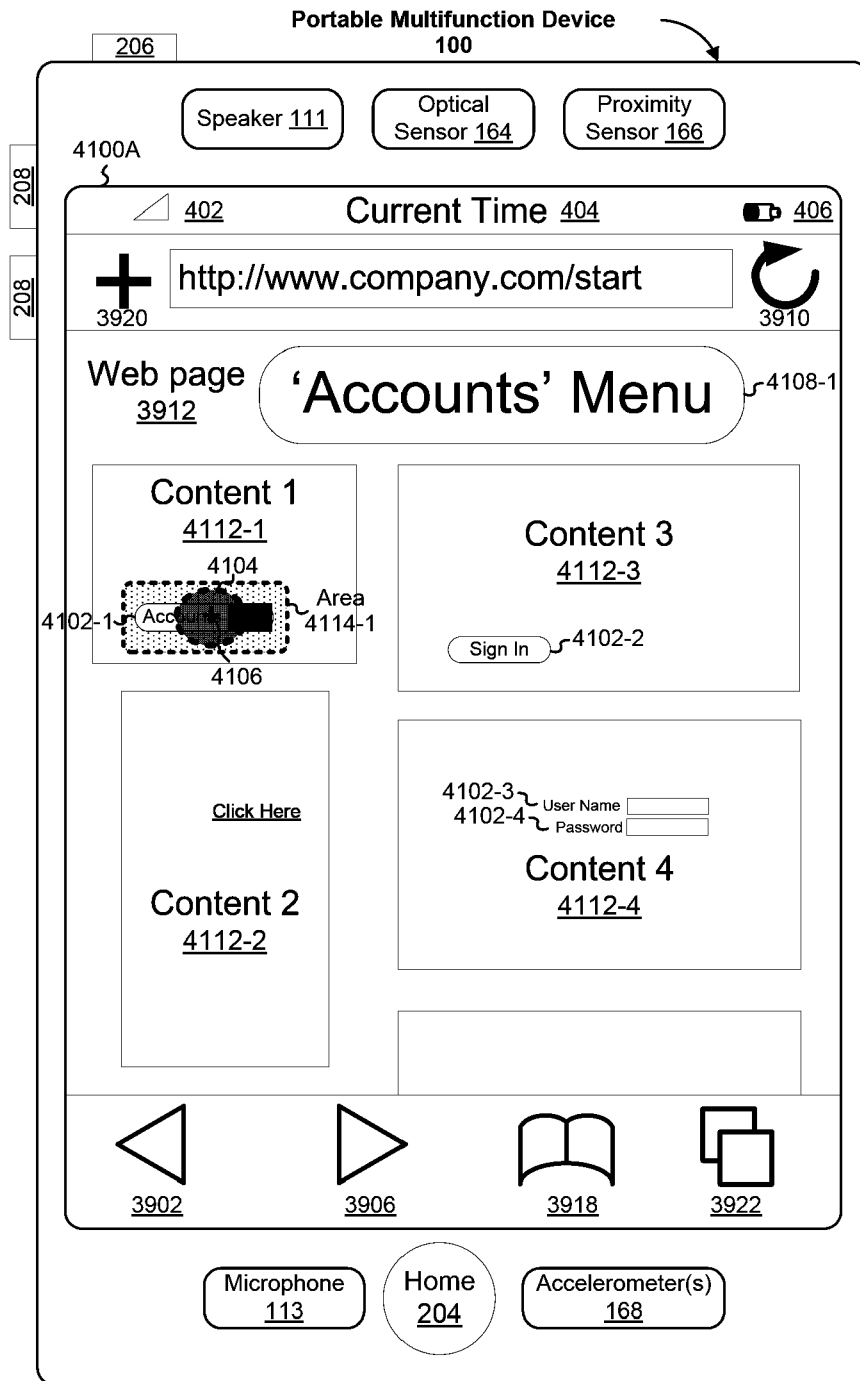 Portable Multifunction Device
100
206
Speaker 111
Optical
Sensor 164
Proximity
Sensor 166
4100A
208
208
402
Current Time 404
406
http://www.company.com/start
3920
3910
Web page
3912
'Accounts' Menu
4108-1
Content 1
4112-1
4104
4102-1
Area
4114-1
4106
Content 3
4112-3
Sign In
4102-2
Click Here
Content 2
4112-2
4102-3
User Name
4102-4
Password
Content 4
4112-4
3902
3906
3918
3922
Microphone
113
Home
204
Accelerometer(s)
168